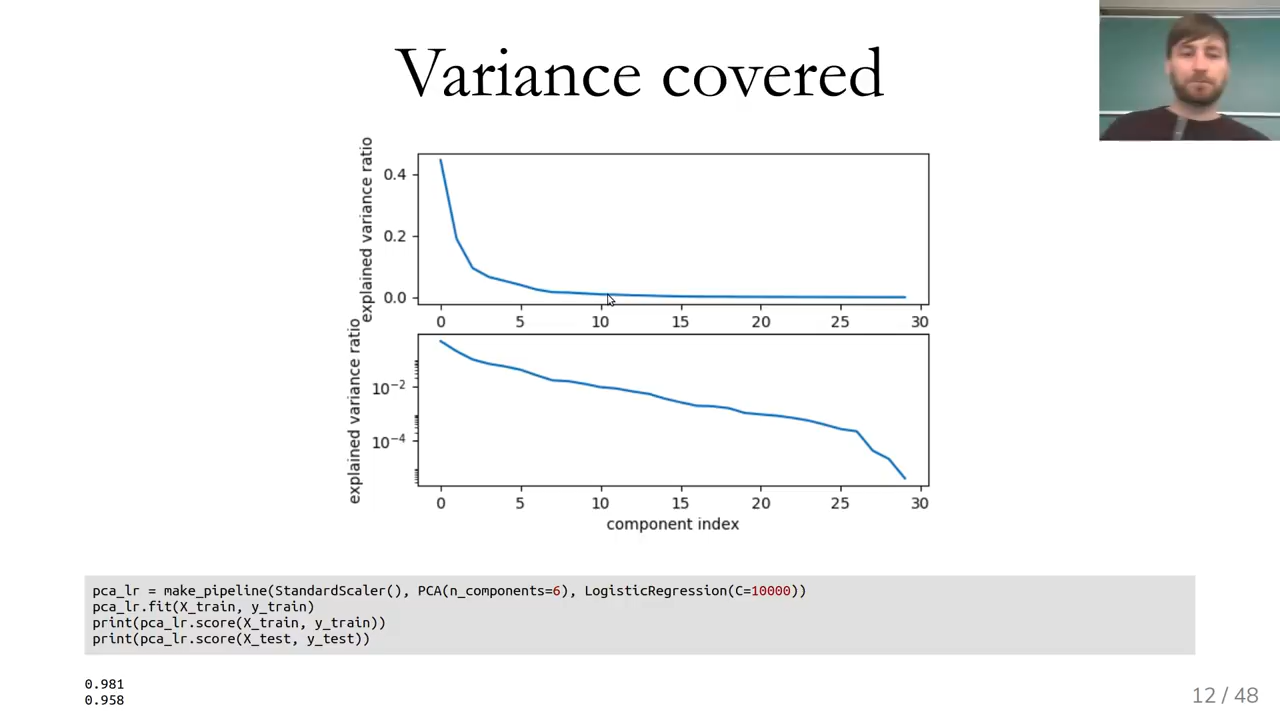 Variance covered
explained variance ratio
0.4
0.2
0.0
0 5 10 15 20 25 30
explained variance ratio
10⁻²
10⁻⁴
0 5 10 15 20 25 30
component index
pca_lr = make_pipeline(StandardScaler(), PCA(n_components=6), LogisticRegression(C=10000))
pca_lr.fit(X_train, y_train)
print(pca_lr.score(X_train, y_train))
print(pca_lr.score(X_test, y_test))
0.981
0.958
12 / 48